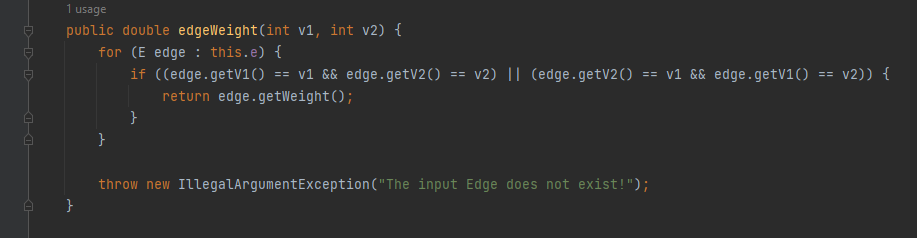 1 usage
public double edgeWeight(int v1, int v2) {
for (E edge : this.e) {
if ((edge.getV1() == v1 && edge.getV2() == v2) || (edge.getV2() == v1 && edge.getV1() == v2)) {
return edge.getWeight();
}
}
throw new IllegalArgumentException("The input Edge does not exist!");
}